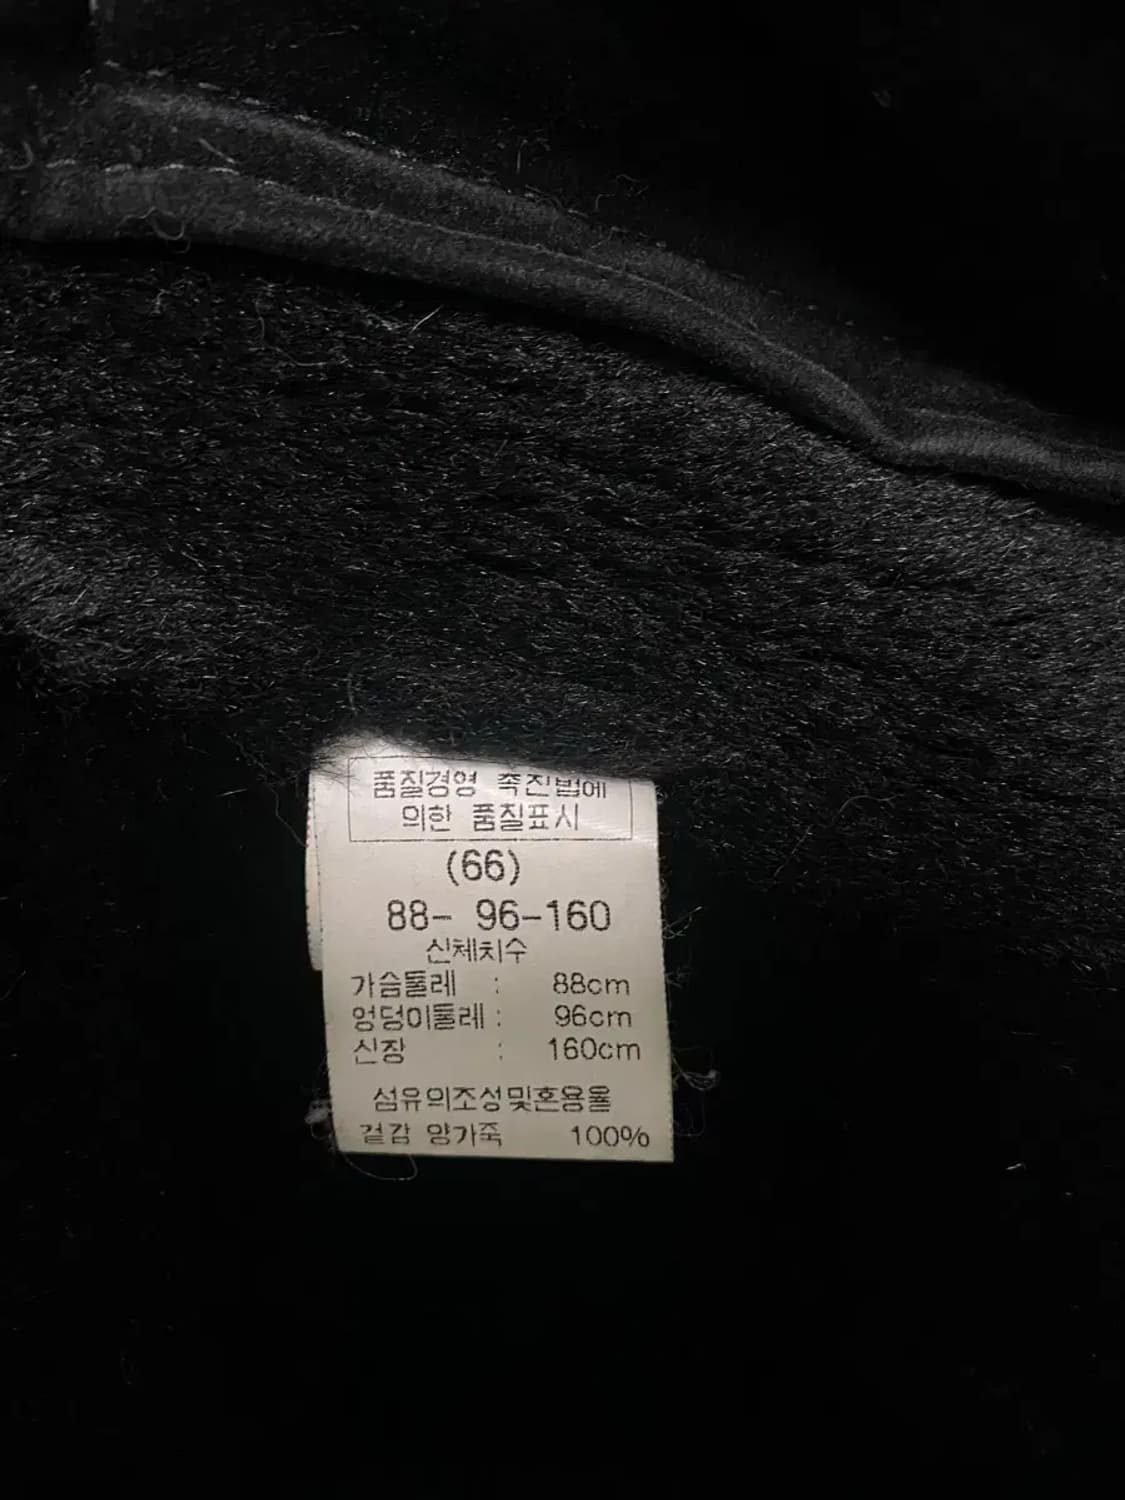 품질경영 촉진법에
의한 품질표시
(66)
88- 96-160
신체치수
가슴둘레 : 88cm
엉덩이둘레 : 96cm
신장 : 160cm
섬유의조성및혼용율
겉감 양가죽 100%